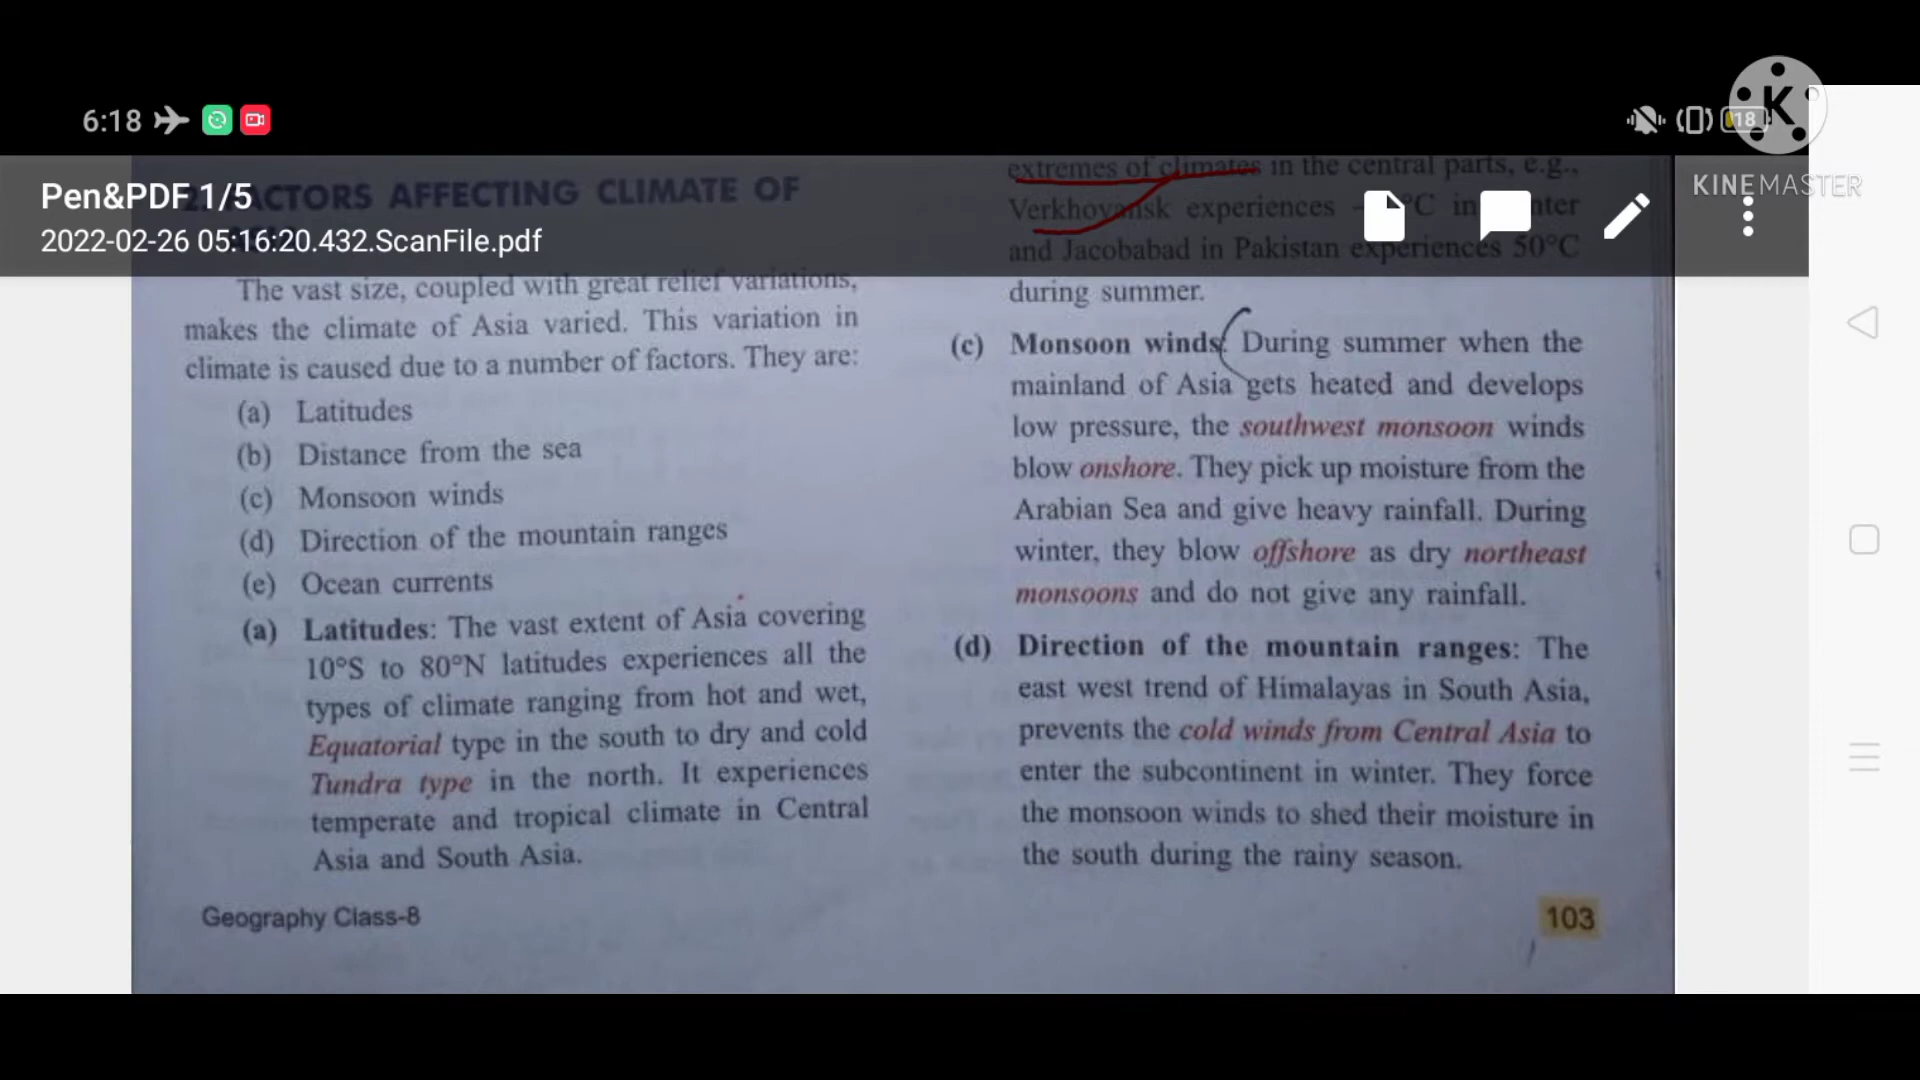 6:18
18
K
KINEMASTER
Pen&PDF 1/5
2022-02-26 05:16:20.432.ScanFile.pdf
FACTORS AFFECTING CLIMATE OF
The vast size, coupled with great relief variations,
makes the climate of Asia varied. This variation in
climate is caused due to a number of factors. They are:
(a) Latitudes
(b) Distance from the sea
(c) Monsoon winds
(d) Direction of the mountain ranges
(e) Ocean currents
(a) Latitudes: The vast extent of Asia covering
10°S to 80°N latitudes experiences all the
types of climate ranging from hot and wet,
Equatorial type in the south to dry and cold
Tundra type in the north. It experiences
temperate and tropical climate in Central
Asia and South Asia.
Geography Class-8
extremes of climates in the central parts, e.g.,
Verkhoyansk experiences °C in
and Jacobabad in Pakistan experiences 50°C
during summer.
(c) Monsoon winds: During summer when the
mainland of Asia gets heated and develops
low pressure, the southwest monsoon winds
blow onshore. They pick up moisture from the
Arabian Sea and give heavy rainfall. During
winter, they blow offshore as dry northeast
monsoons and do not give any rainfall.
(d) Direction of the mountain ranges: The
east west trend of Himalayas in South Asia,
prevents the cold winds from Central Asia to
enter the subcontinent in winter. They force
the monsoon winds to shed their moisture in
the south during the rainy season.
103